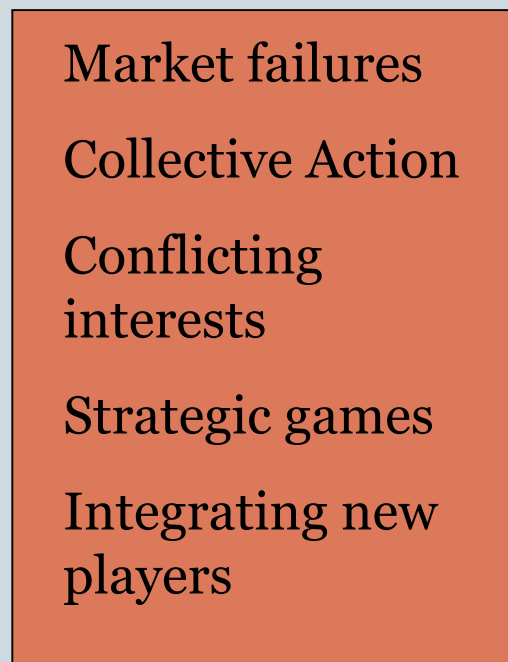 Market failures
Collective Action
Conflicting
interests
Strategic games
Integrating new
players